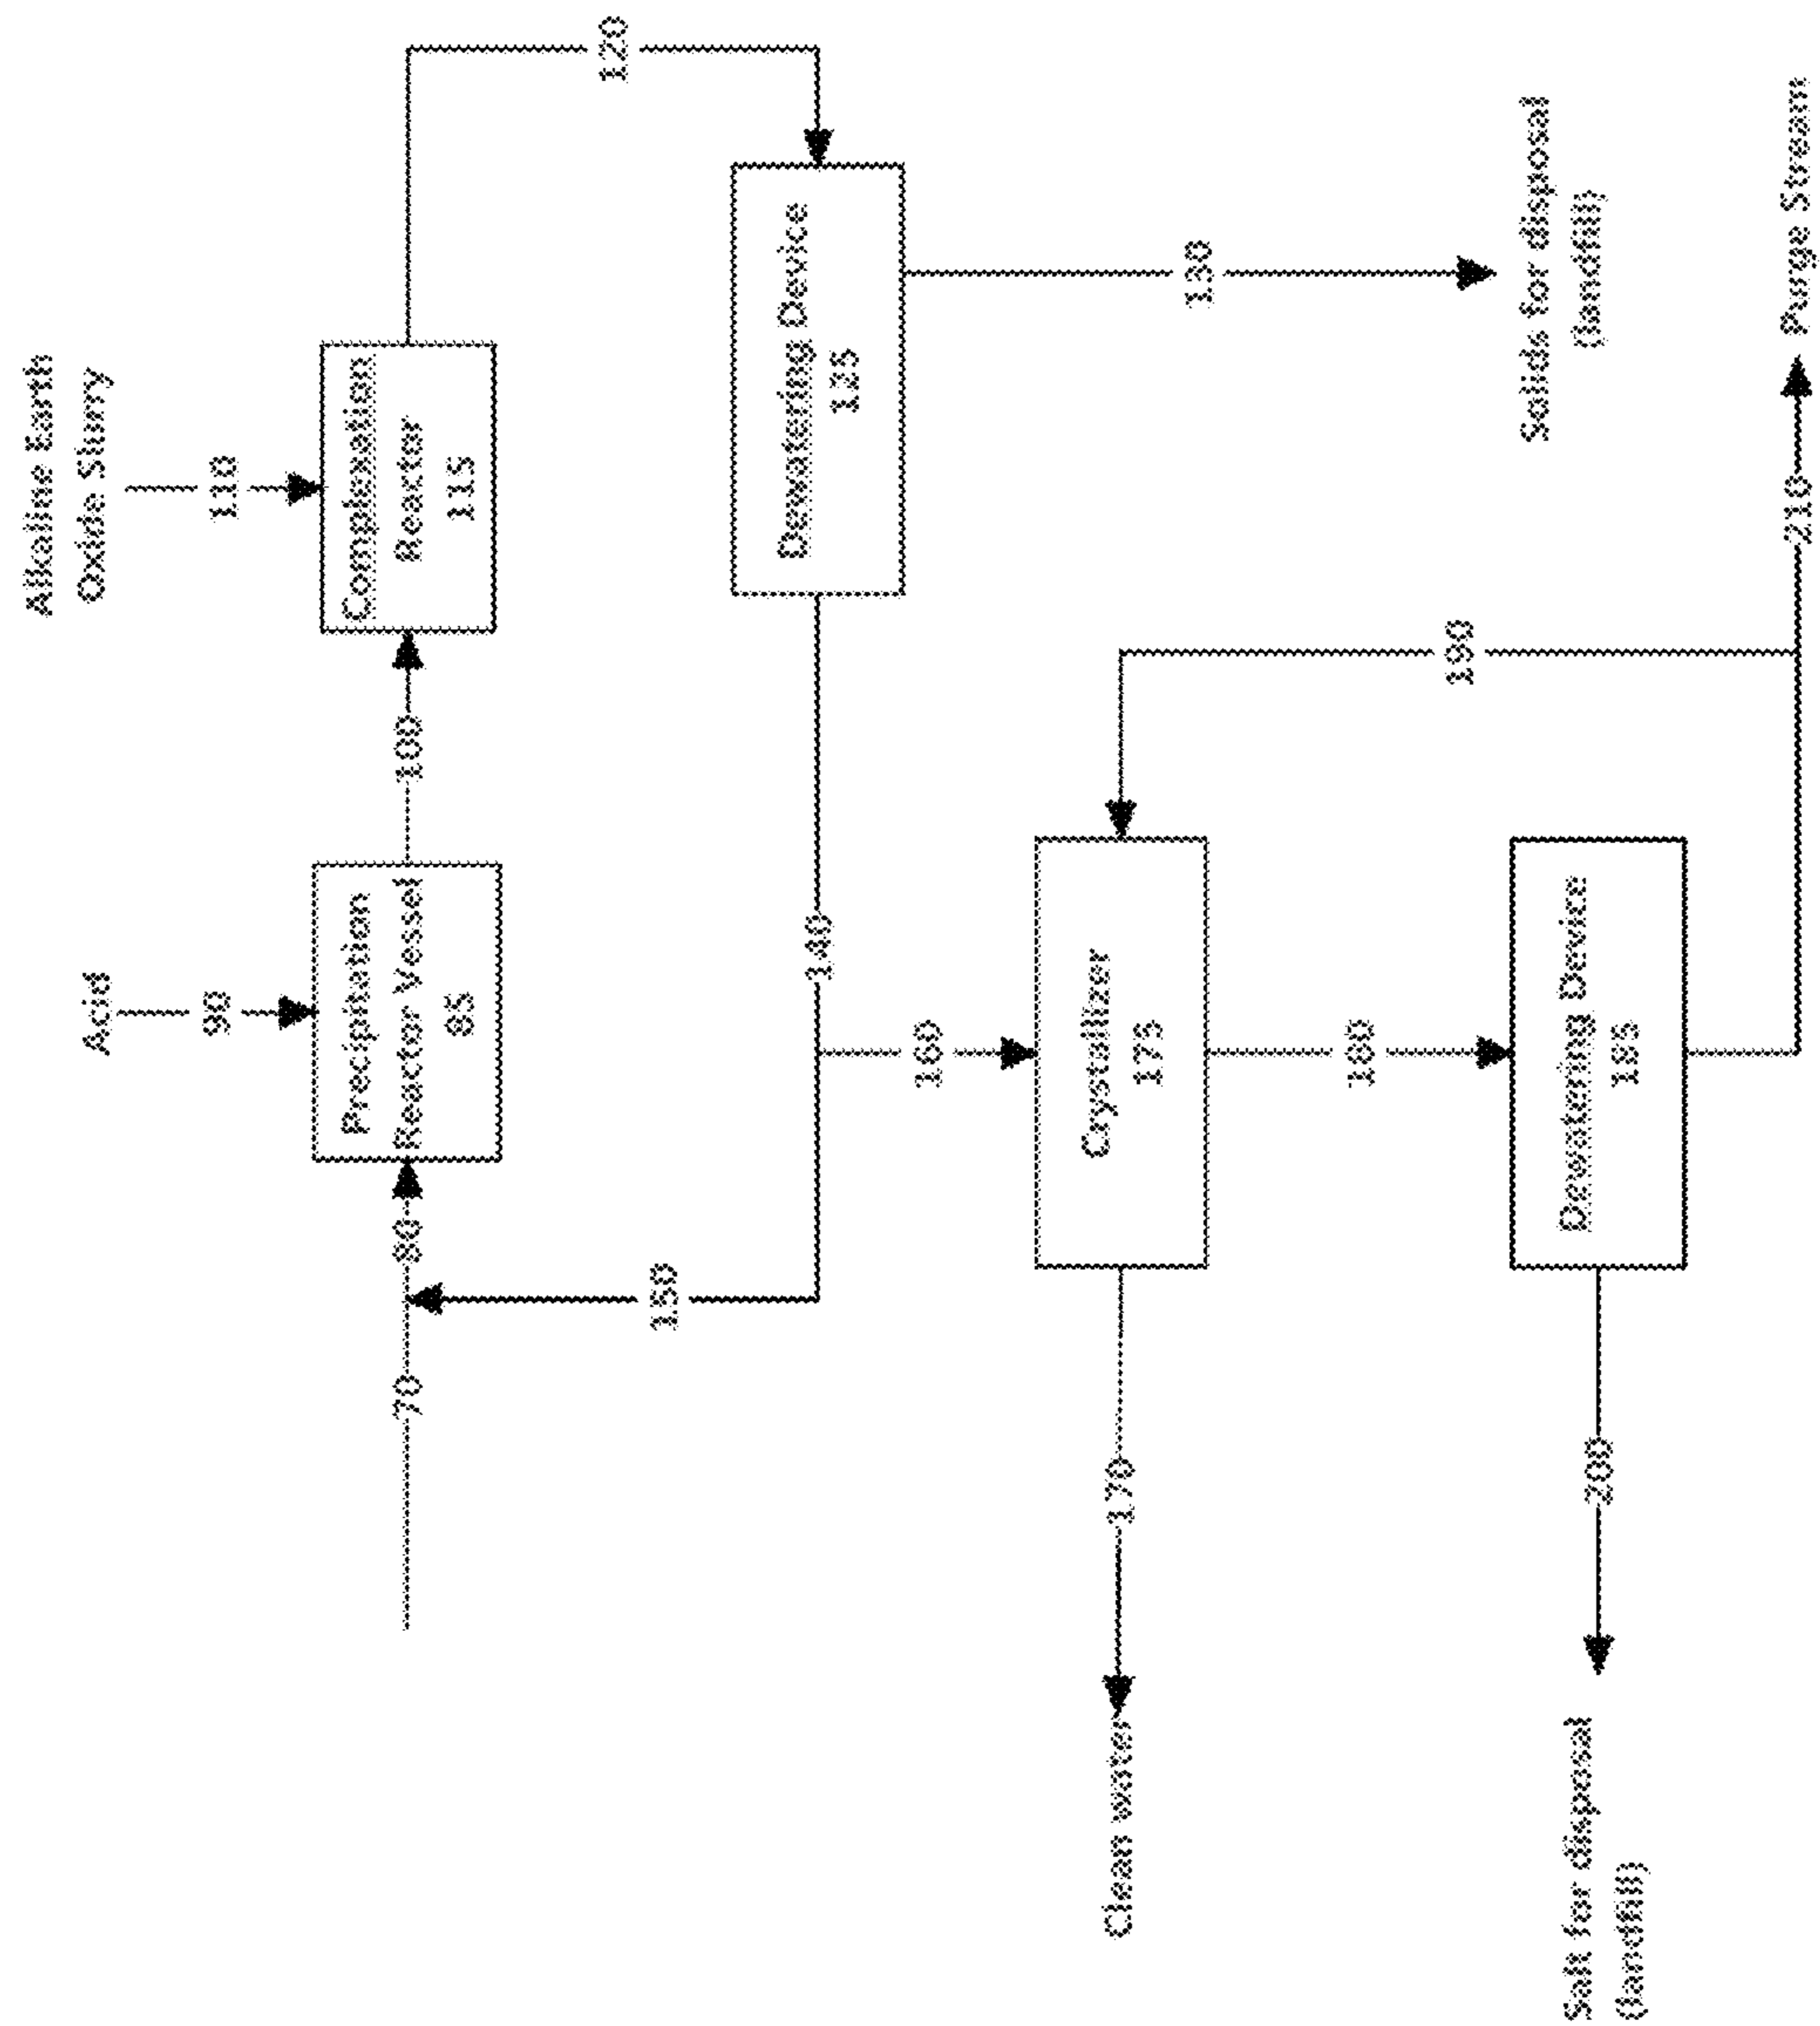 Alkaline Earth
Oxide Slurry
Acid
90
110
Precipitation
Reactor Vessel
85
Complexation
Reactor
115
70
80
100
120
150
Dewatering Device
125
140
160
Clean water
170
Crystallizer
175
130
180
190
Solids for disposal
(landfill)
Salt for disposal
(landfill)
200
Dewatering Device
185
210
Purge Stream